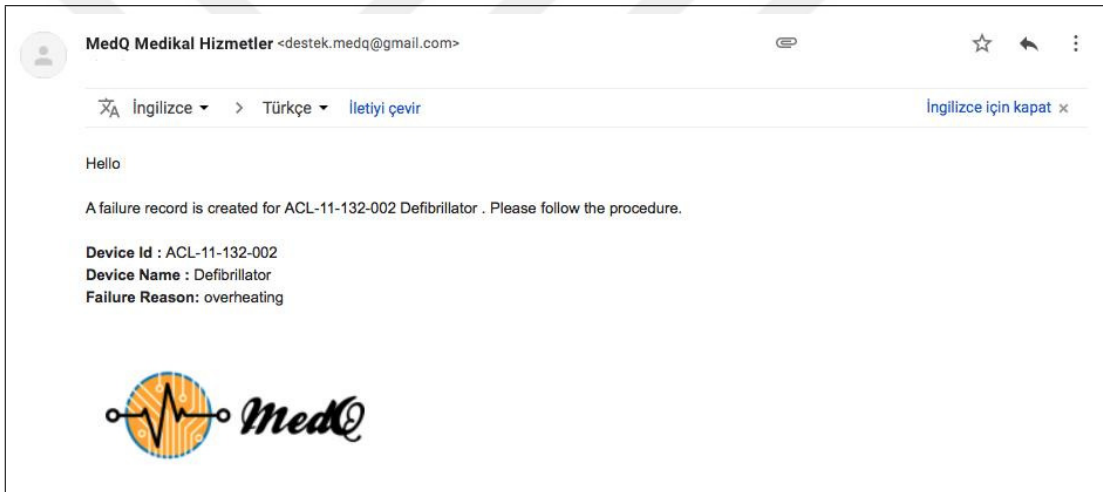 MedQ Medikal Hizmetler <destek.medq@gmail.com>
İngilizce > Türkçe İletiyi çevir İngilizce için kapat ×
Hello
A failure record is created for ACL-11-132-002 Defibrillator . Please follow the procedure.
Device Id : ACL-11-132-002
Device Name : Defibrillator
Failure Reason: overheating
MedQ